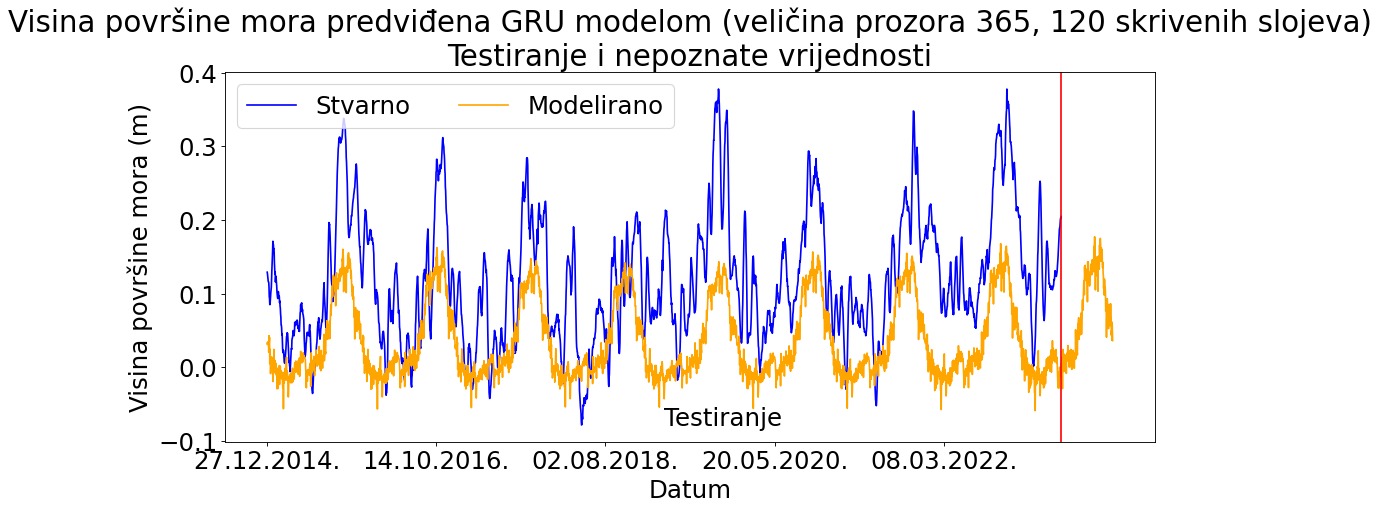 Visina površine mora predviđena GRU modelom (veličina prozora 365, 120 skrivenih slojeva)
Testiranje i nepoznate vrijednosti
Stvarno
Modelirano
Visina površine mora (m)
0.4
0.3
0.2
0.1
0.0
−0.1
Testiranje
27.12.2014.
14.10.2016.
02.08.2018.
20.05.2020.
08.03.2022.
Datum